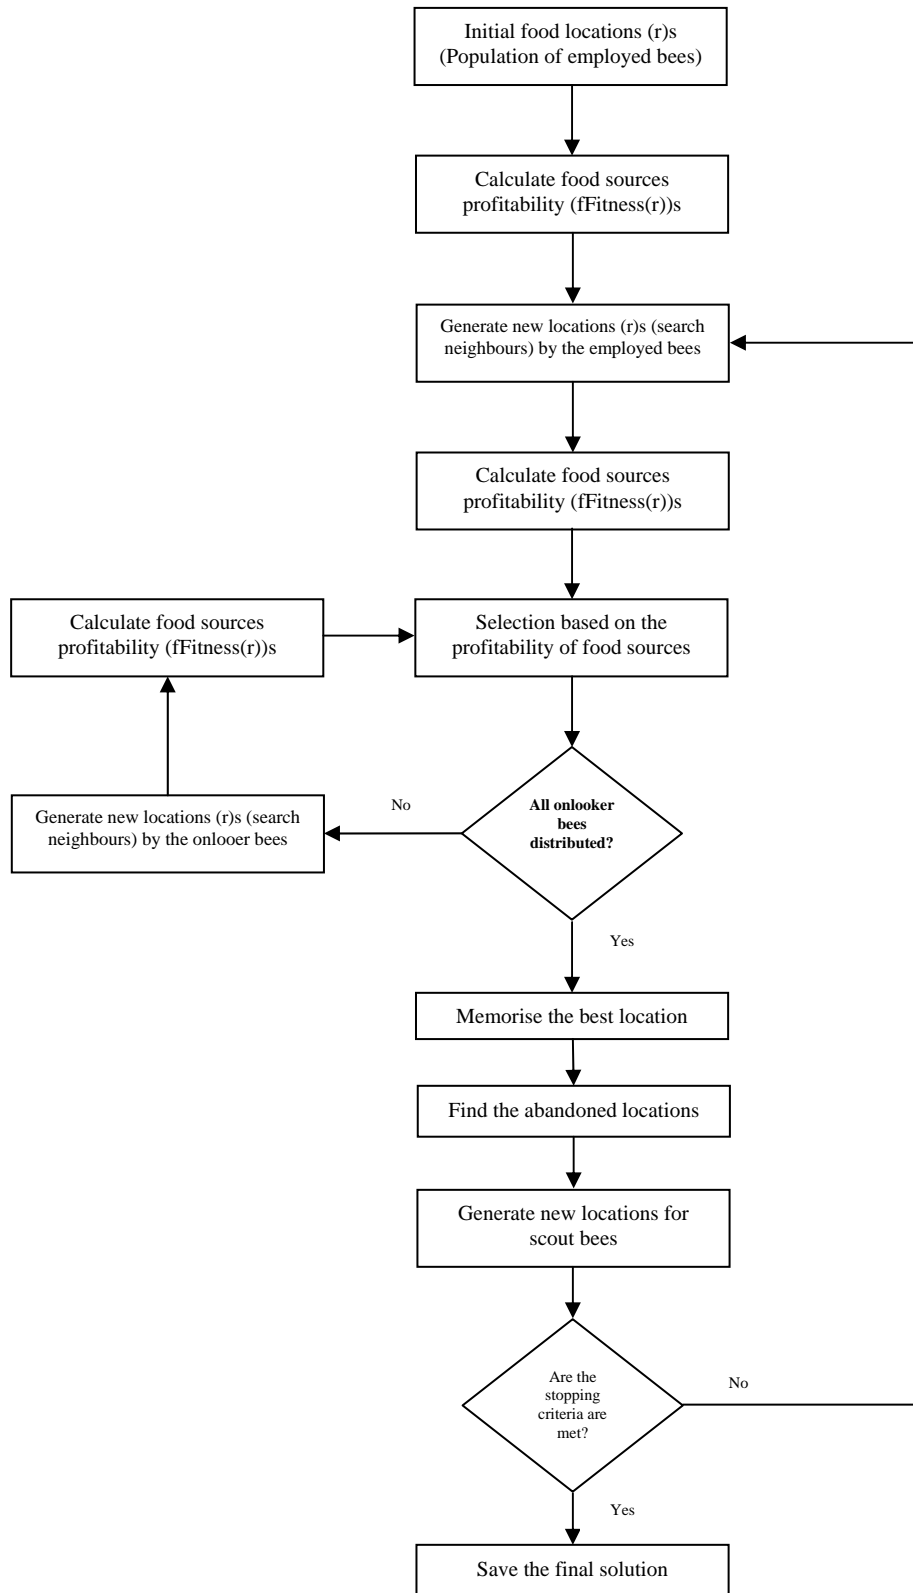 Initial food locations (r)s
(Population of employed bees)
Calculate food sources
profitability (fFitness(r))s
Generate new locations (r)s (search
neighbours) by the employed bees
Calculate food sources
profitability (fFitness(r))s
Calculate food sources
profitability (fFitness(r))s
Selection based on the
profitability of food sources
Generate new locations (r)s (search
neighbours) by the onlooer bees
No
All onlooker
bees
distributed?
Yes
Memorise the best location
Find the abandoned locations
Generate new locations for
scout bees
Are the
stopping
criteria are
met?
No
Yes
Save the final solution